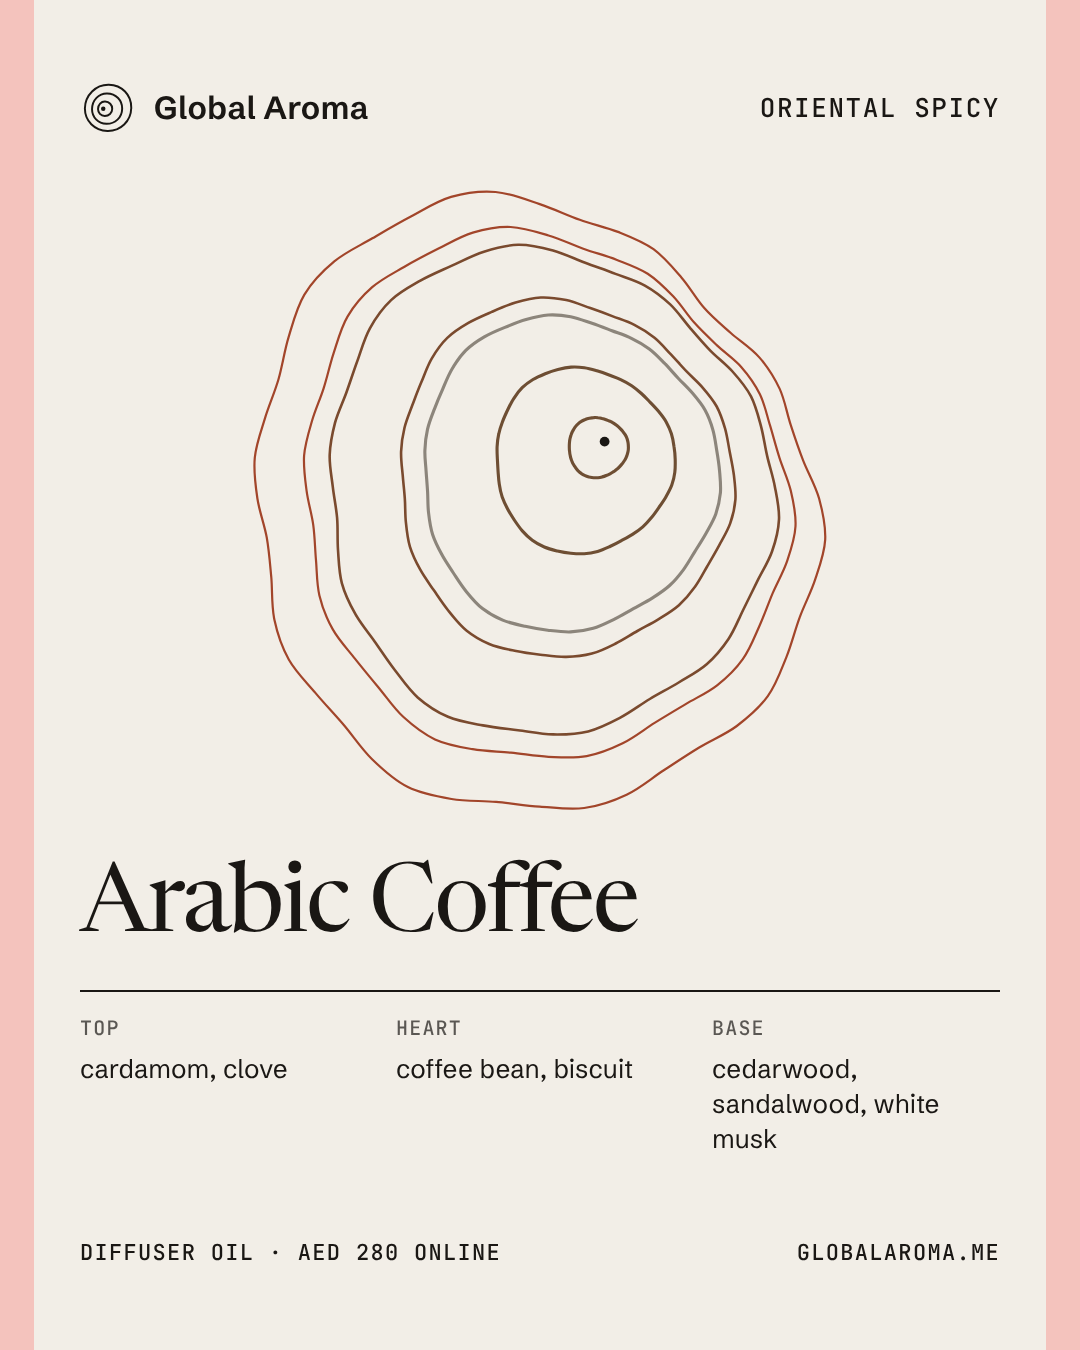 Global Aroma
ORIENTAL SPICY
Arabic Coffee
TOP
cardamom, clove
HEART
coffee bean, biscuit
BASE
cedarwood,
sandalwood, white
musk
DIFFUSER OIL · AED 280 ONLINE
GLOBALAROMA.ME